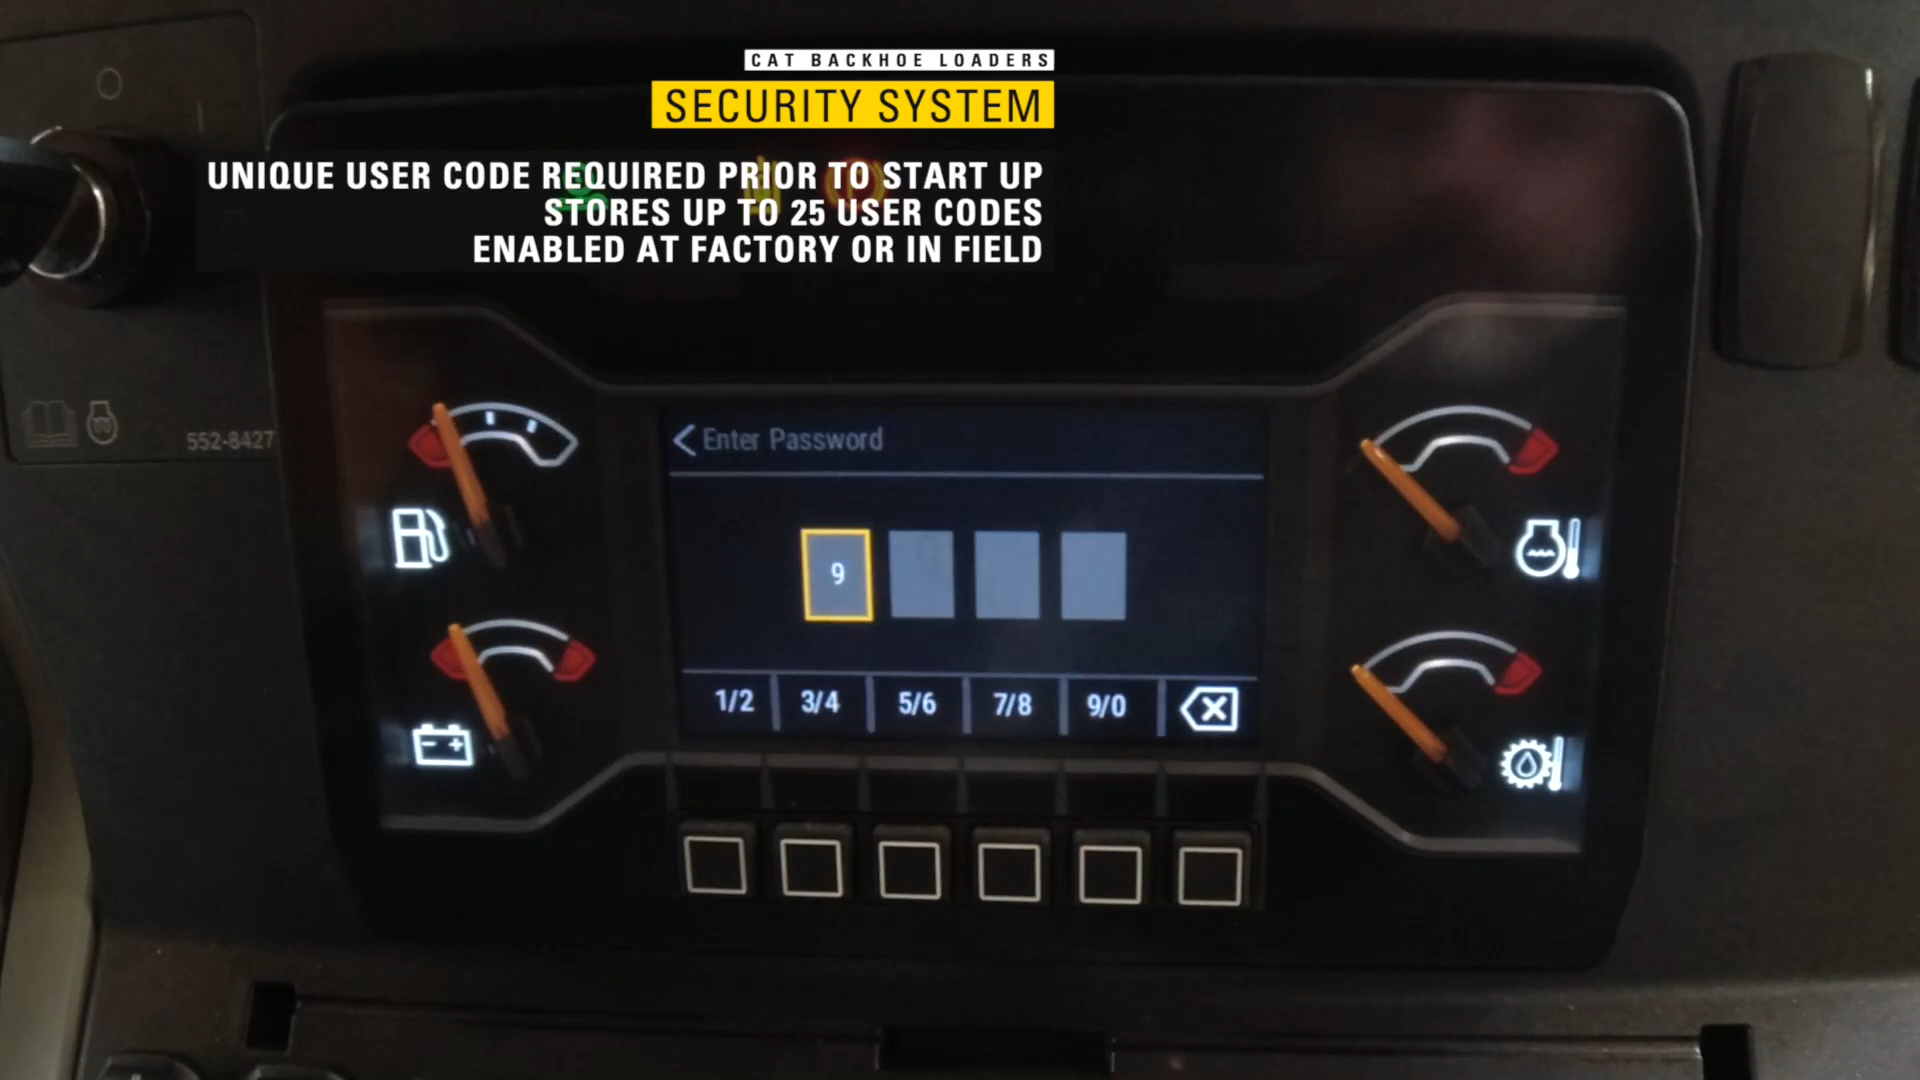 CAT BACKHOE LOADERS
SECURITY SYSTEM
UNIQUE USER CODE REQUIRED PRIOR TO START UP
STORES UP TO 25 USER CODES
ENABLED AT FACTORY OR IN FIELD
552-8427
Enter Password
9
1/2 3/4 5/6 7/8 9/0